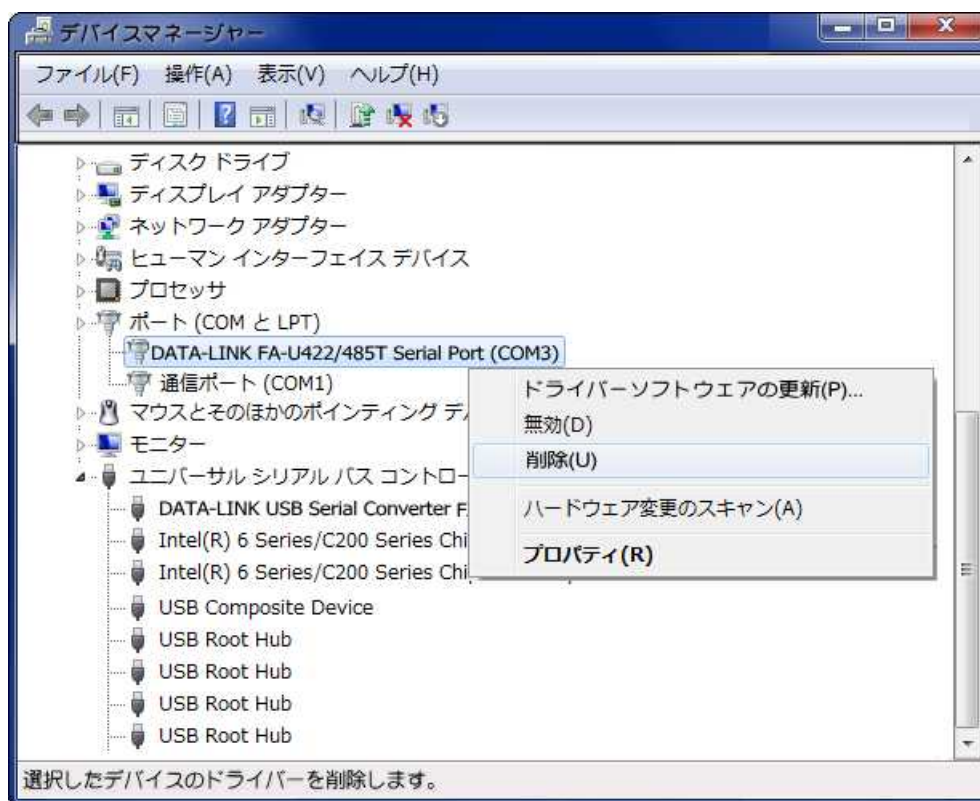 デバイスマネージャー
ファイル(F) 操作(A) 表示(V) ヘルプ(H)
ディスク ドライブ
ディスプレイ アダプター
ネットワーク アダプター
ヒューマン インターフェイス デバイス
プロセッサ
ポート (COM と LPT)
DATA-LINK FA-U422/485T Serial Port (COM3)
通信ポート (COM1)
マウスとそのほかのポインティング デ
モニター
ユニバーサル シリアル バス コントロー
DATA-LINK USB Serial Converter F
Intel(R) 6 Series/C200 Series Chi
Intel(R) 6 Series/C200 Series Chi
USB Composite Device
USB Root Hub
USB Root Hub
USB Root Hub
USB Root Hub
ドライバーソフトウェアの更新(P)...
無効(D)
削除(U)
ハードウェア変更のスキャン(A)
プロパティ(R)
選択したデバイスのドライバーを削除します。